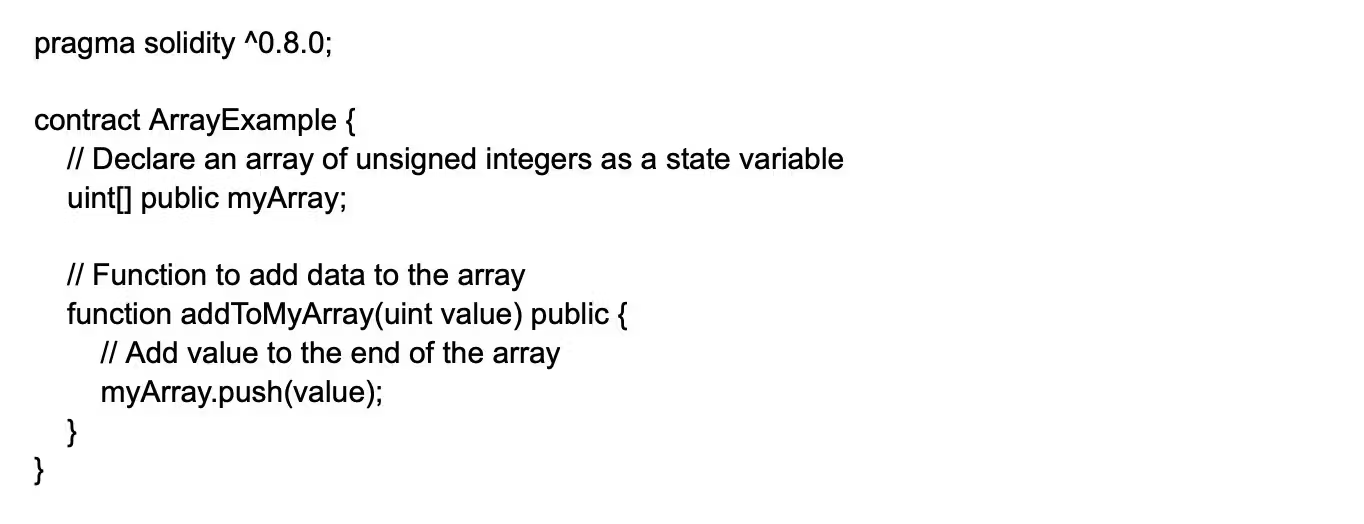 pragma solidity ^0.8.0;
contract ArrayExample {
// Declare an array of unsigned integers as a state variable
uint[] public myArray;
// Function to add data to the array
function addToMyArray(uint value) public {
// Add value to the end of the array
myArray.push(value);
}
}